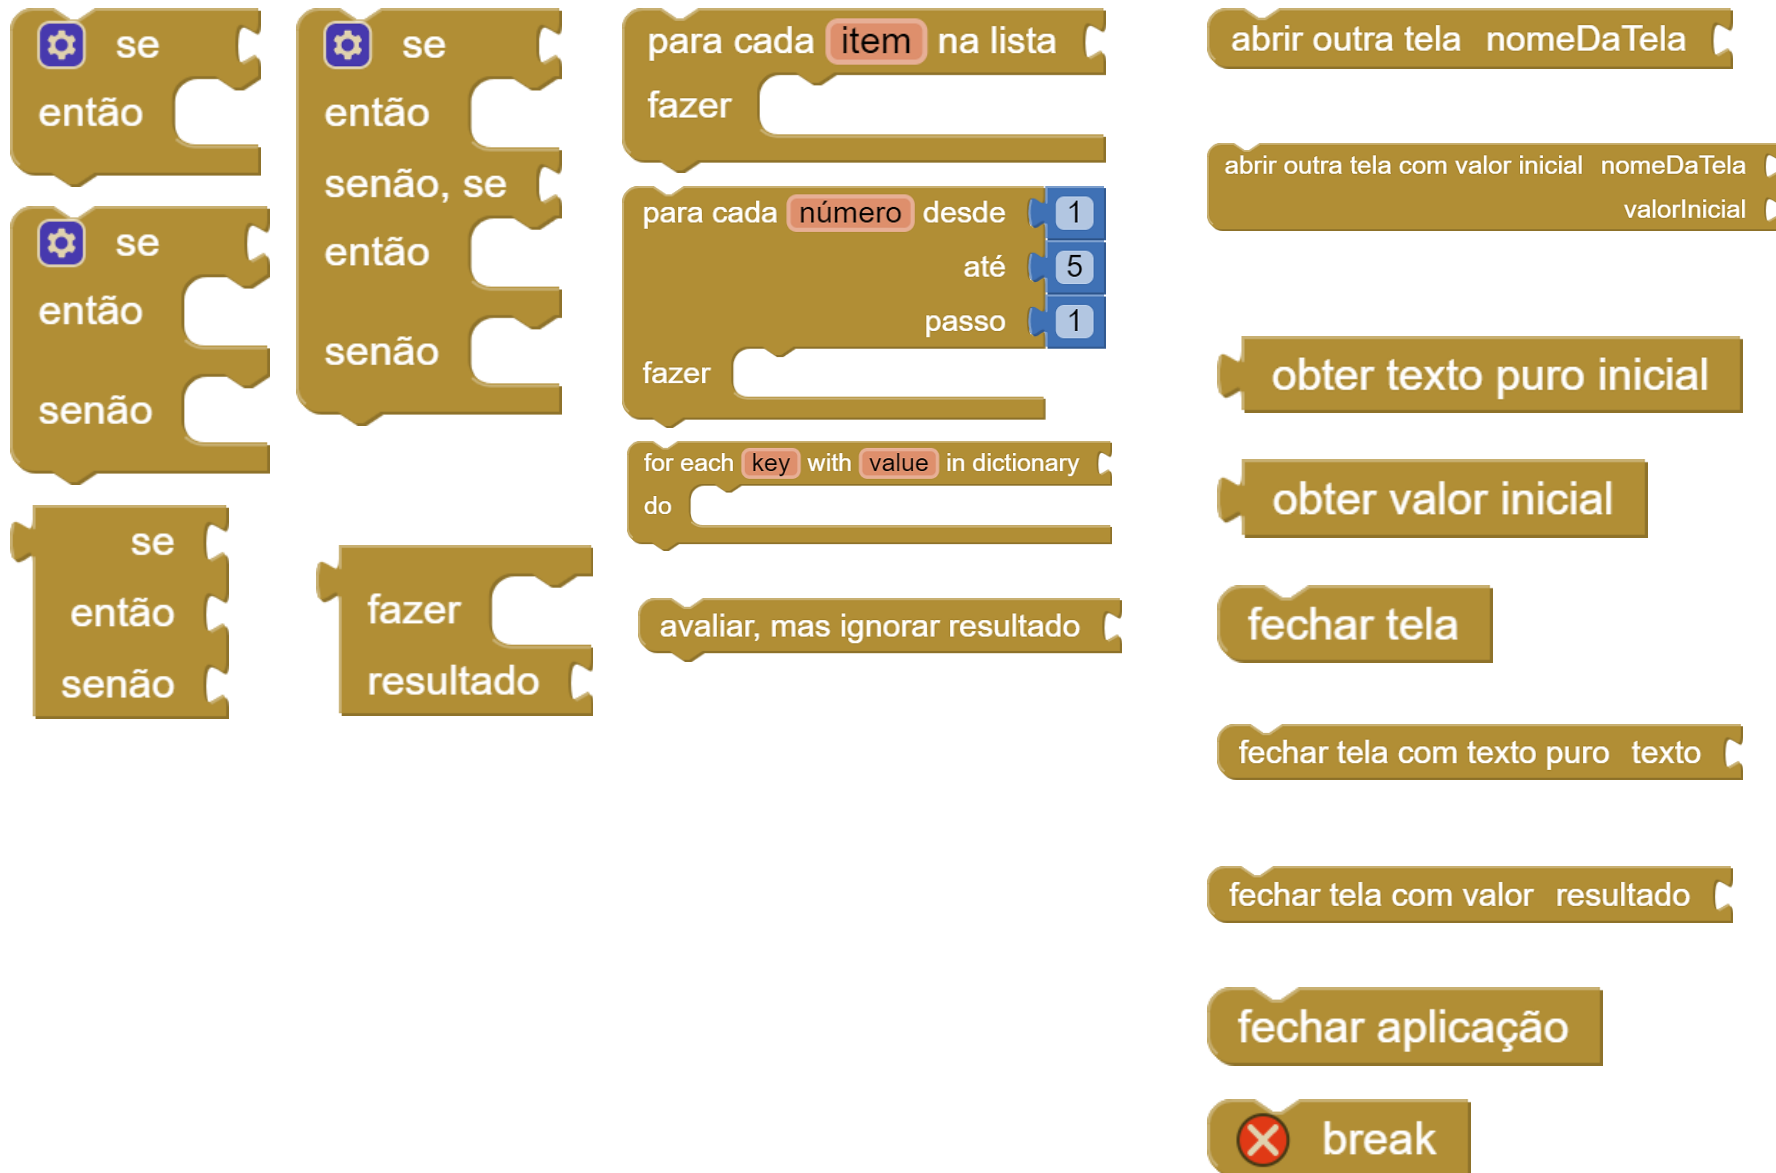 se
então
se
então
senão
se
então
senão
se
então
senão, se
então
senão
fazer
resultado
para cada item na lista
fazer
para cada número desde 1
até 5
passo 1
fazer
for each key with value in dictionary
do
avaliar, mas ignorar resultado
abrir outra tela nomeDaTela
abrir outra tela com valor inicial nomeDaTela
valorInicial
obter texto puro inicial
obter valor inicial
fechar tela
fechar tela com texto puro texto
fechar tela com valor resultado
fechar aplicação
break